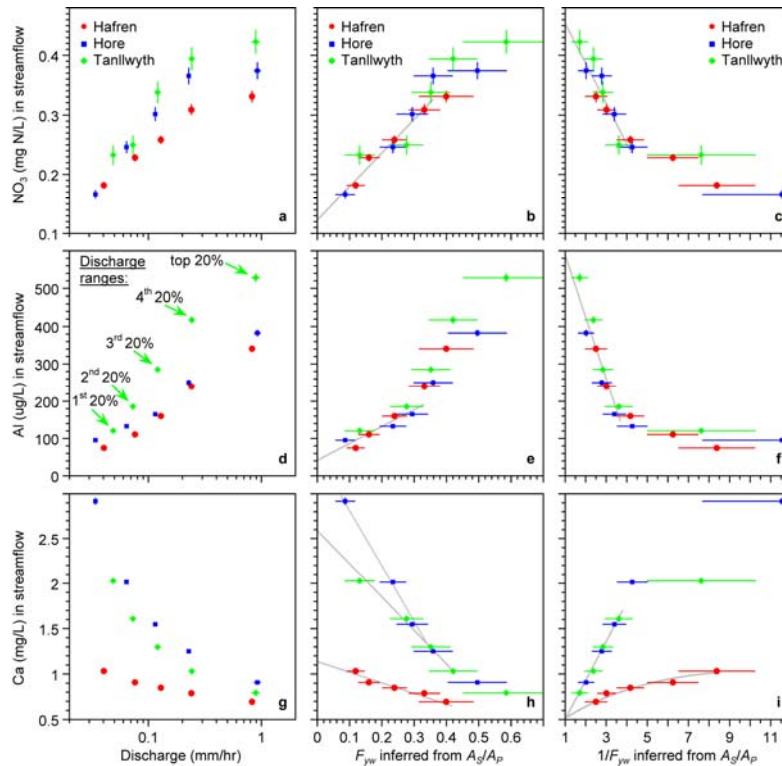 Hafren
Hore
Tanllwyth
Hafren
Hore
Tanllwyth
Hafren
Hore
Tanllwyth
NO3 (mg N/L) in streamflow
0.4
0.3
0.2
0.1
a
b
c
Al (ug/L) in streamflow
500
400
300
200
100
0
Discharge
ranges:
top 20%
4th 20%
3rd 20%
2nd 20%
1st 20%
d
e
f
Ca (mg/L) in streamflow
2.5
2
1.5
1
0.5
g
h
i
0.1 1
0 0.1 0.2 0.3 0.4 0.5 0.6
1 3 5 7 9 11
Discharge (mm/hr)
Fyw inferred from AS/AP
1/Fyw inferred from AS/AP